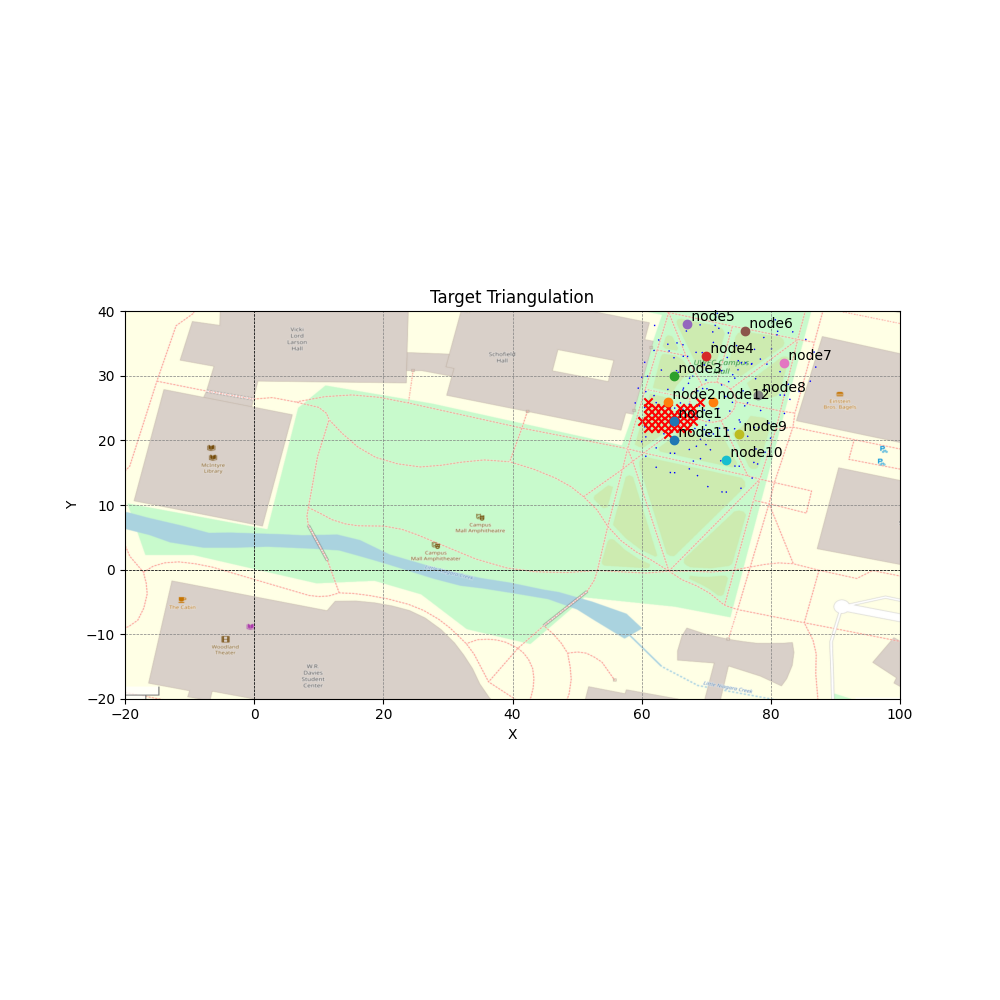 Target Triangulation
40
30
20
10
0
−10
−20
Y
−20
0
20
40
60
80
100
X
node5
node6
node4
node7
node3
node8
node2
node12
node1
node11
node9
node10
Vicki
Lord
Larson
Hall
Schofield
Hall
McIntyre
Library
Campus
Mall Amphitheatre
Campus
Mall Amphitheater
The Cabin
Woodland
Theater
W.R.
Davies
Student
Center
Einstein
Bros. Bagels
Little Niagara Creek